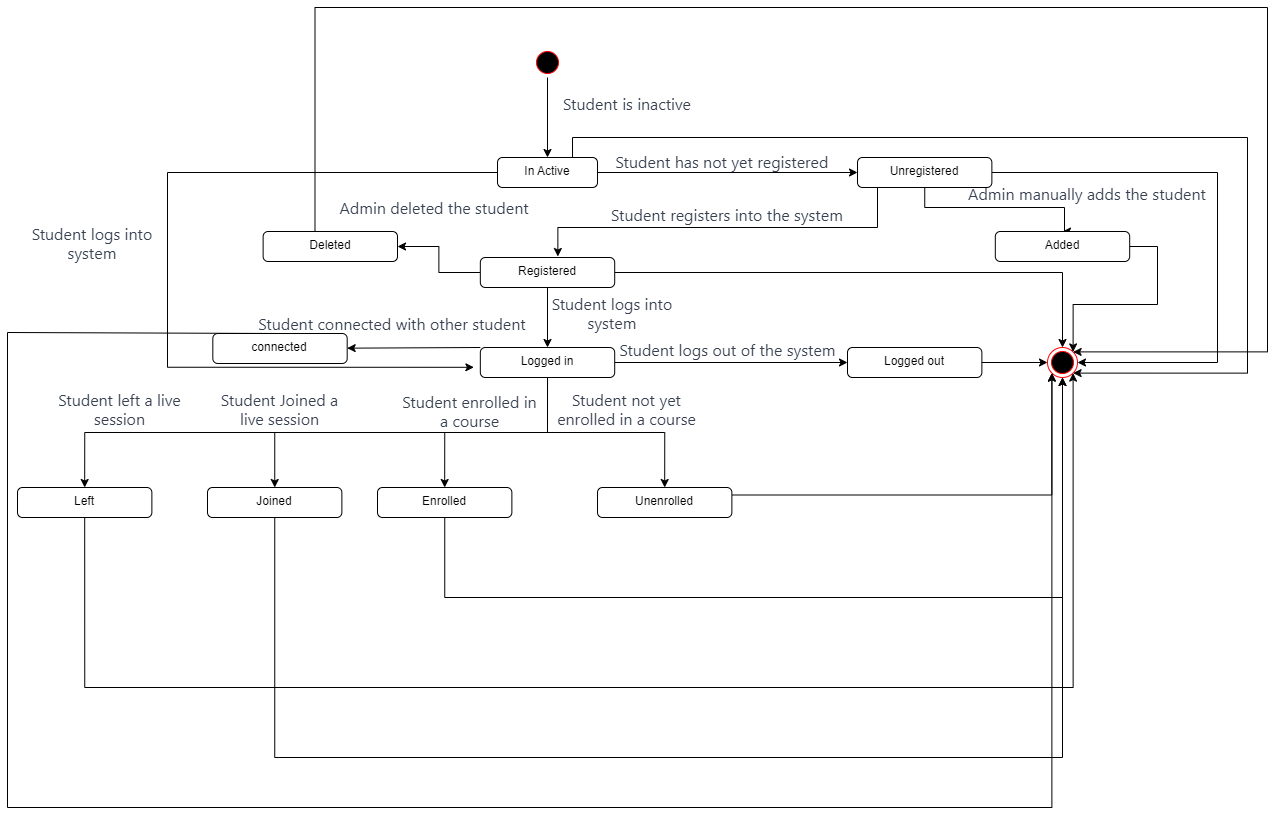 Student is inactive
Student has not yet registered
In Active
Unregistered
Admin manually adds the student
Admin deleted the student
Student registers into the system
Student logs into
system
Deleted
Added
Registered
Student logs into
system
Student connected with other student
connected
Student logs out of the system
Logged in
Logged out
Student left a live
session
Student Joined a
live session
Student enrolled in
a course
Student not yet
enrolled in a course
Left
Joined
Enrolled
Unenrolled